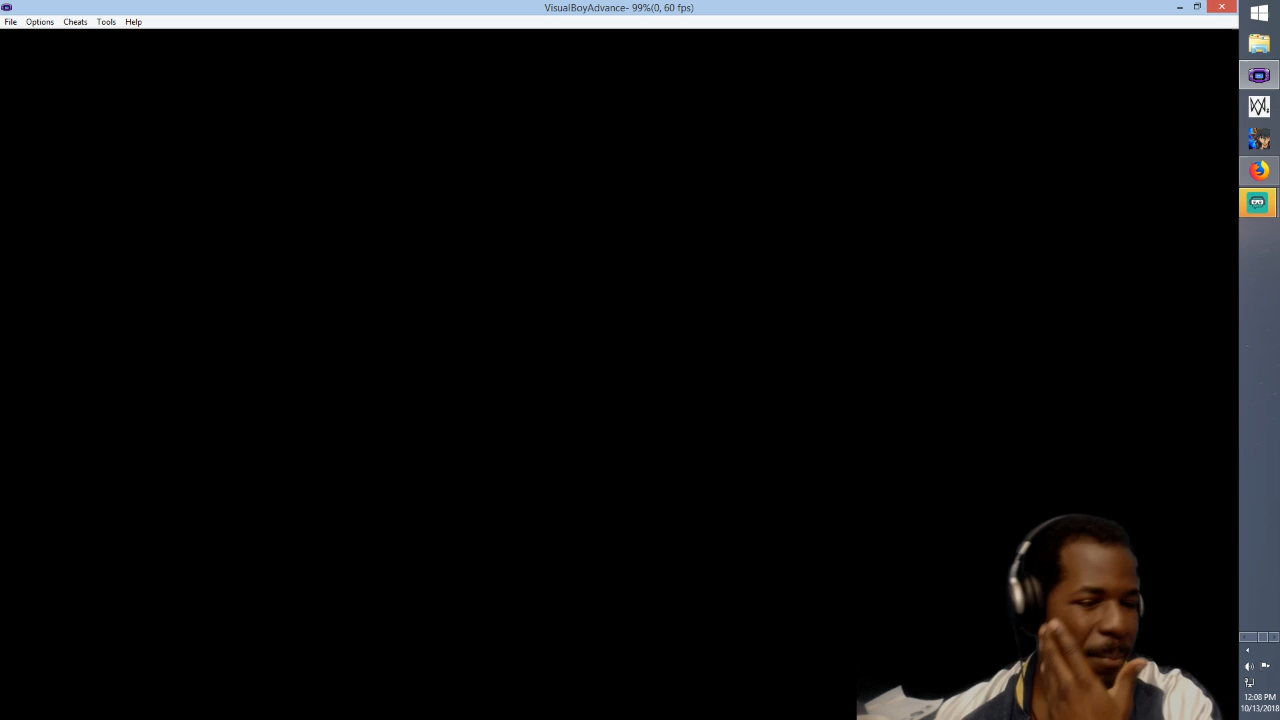 VisualBoyAdvance- 99%(0, 60 fps)
File Options Cheats Tools Help
12:08 PM
10/13/2018